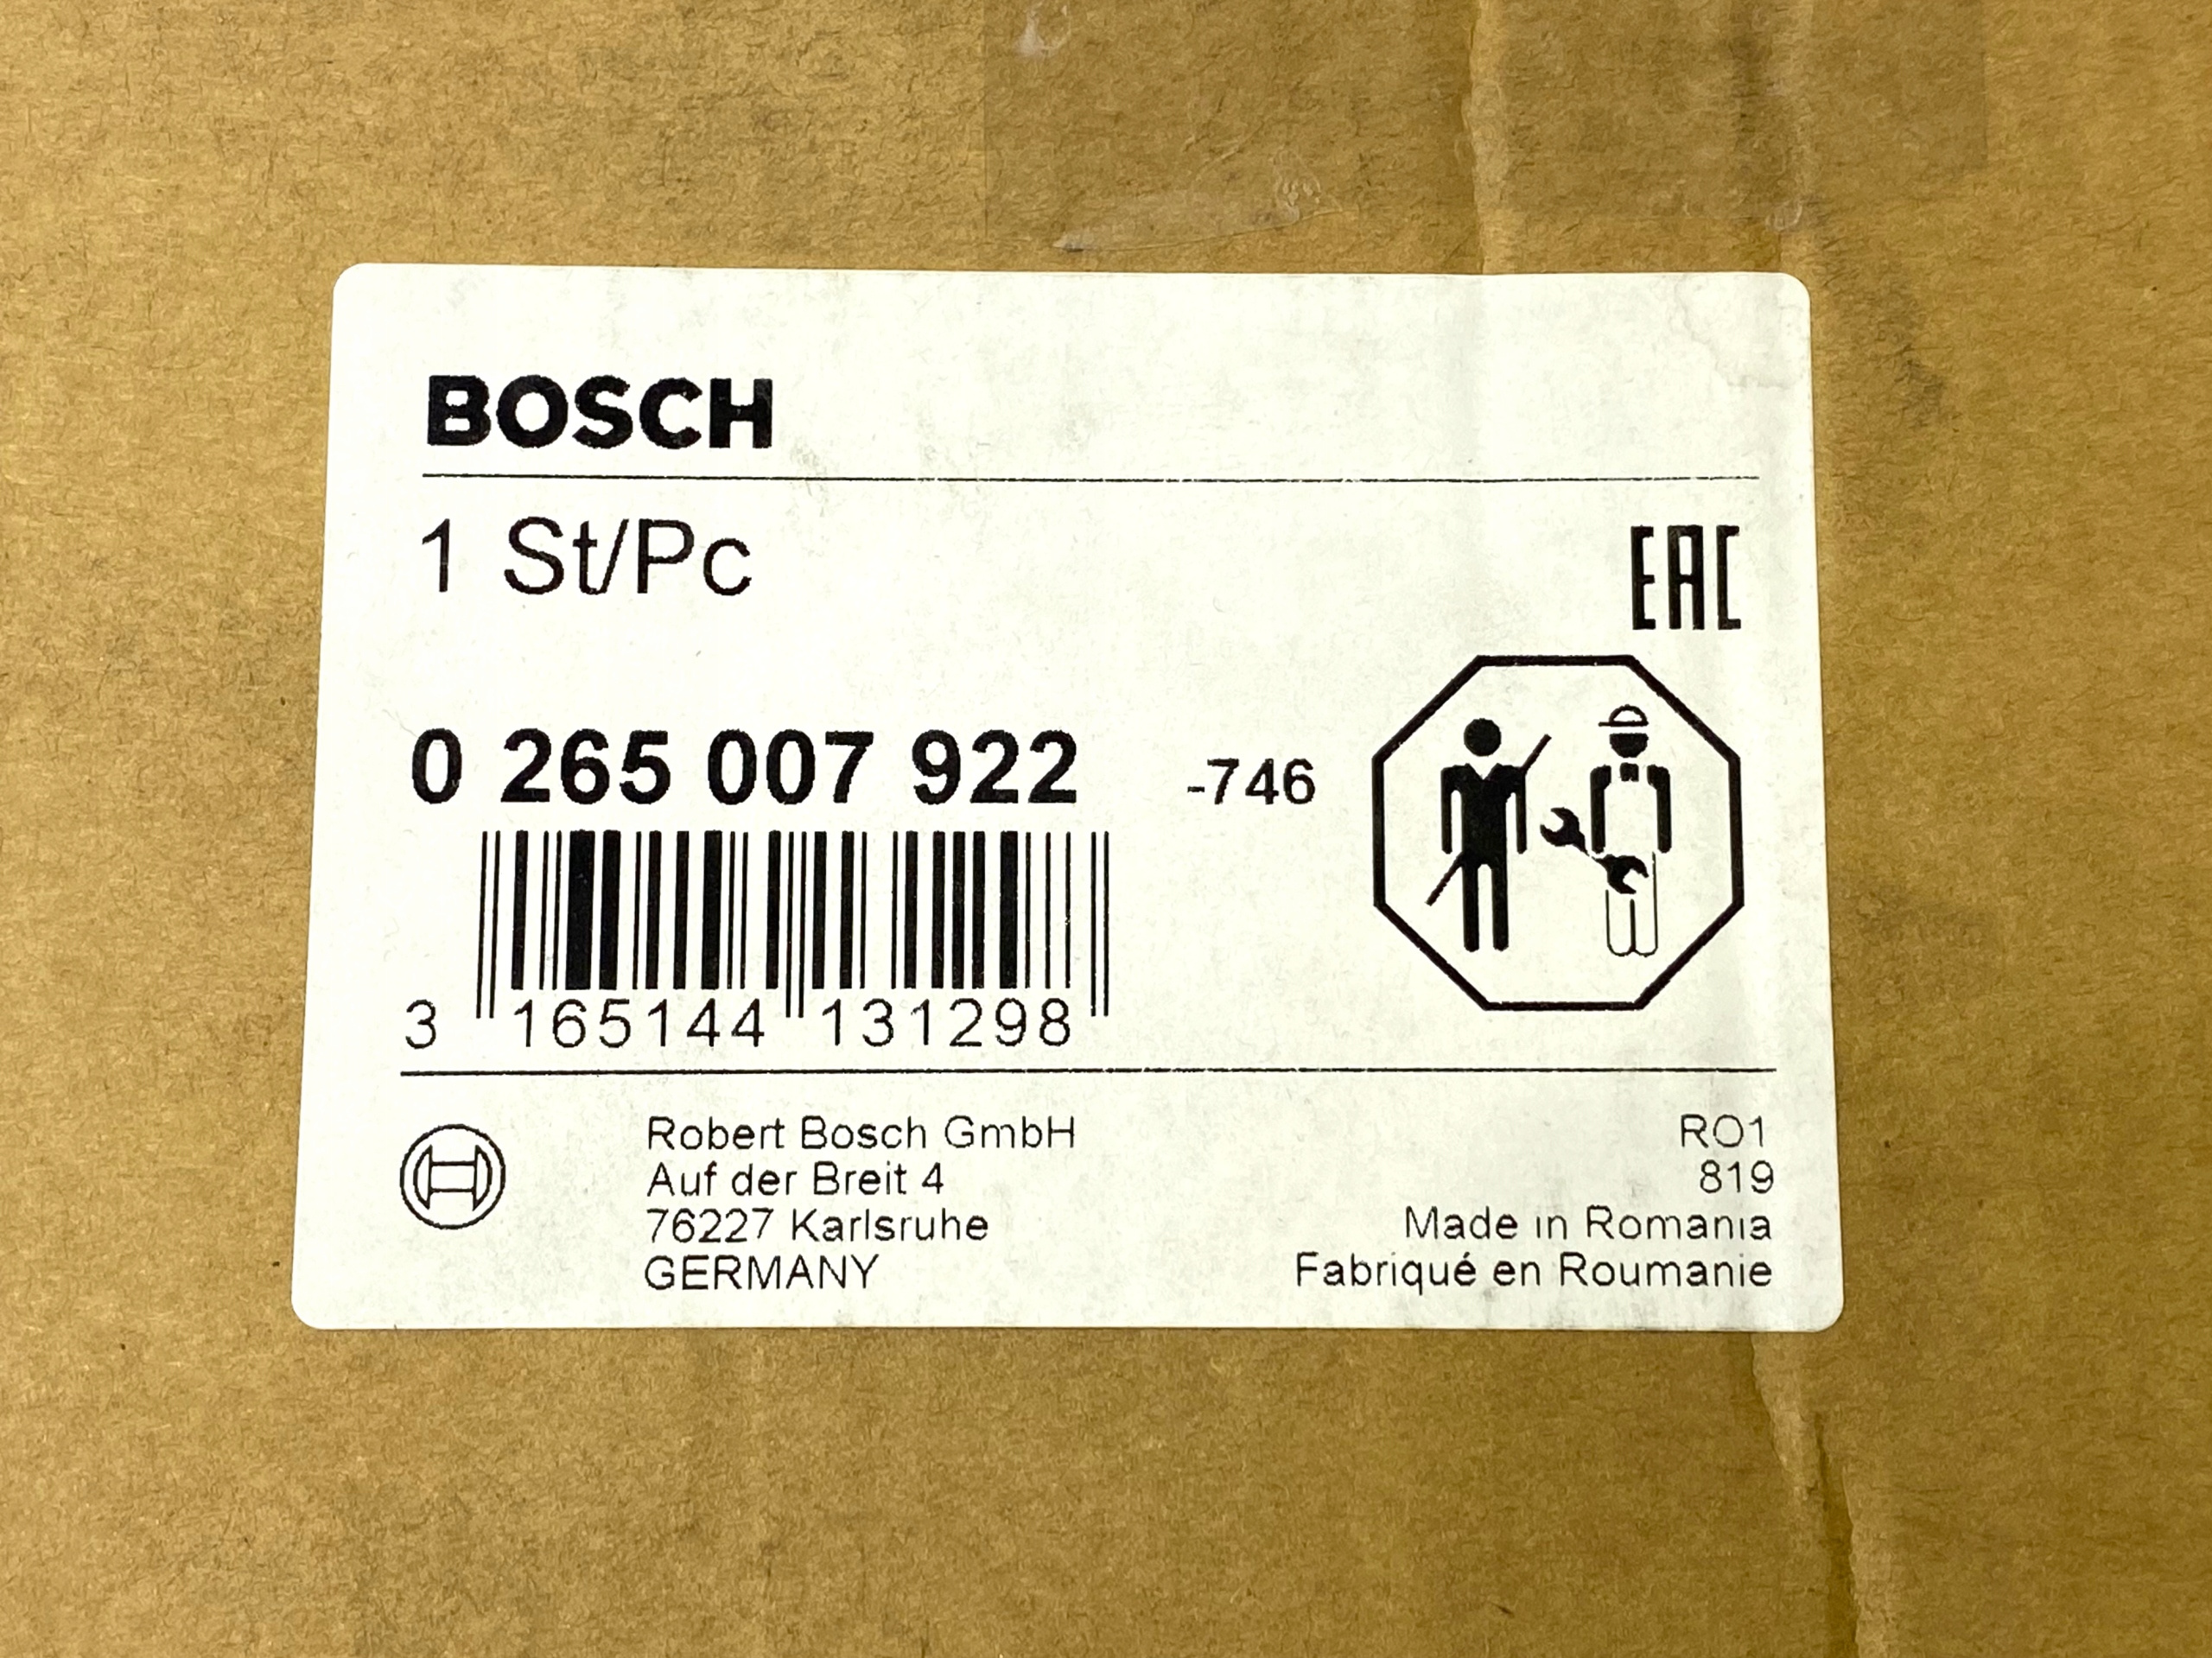 BOSCH
1 St/Pc
EAC
0 265 007 922 -746
3 165144 131298
Robert Bosch GmbH
Auf der Breit 4
76227 Karlsruhe
GERMANY
RO1
819
Made in Romania
Fabriqué en Roumanie